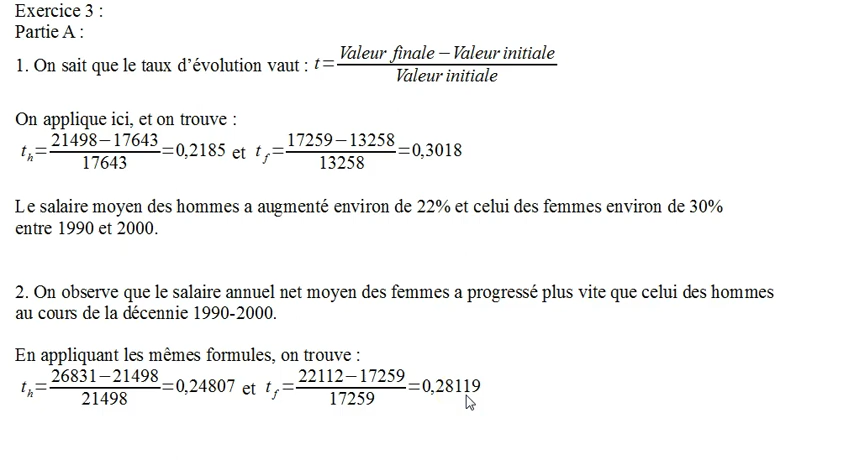 Exercice 3 :
Partie A :
1. On sait que le taux d'évolution vaut : t = (Valeur finale − Valeur initiale) / Valeur initiale
On applique ici, et on trouve :
t_h = (21498−17643) / 17643 = 0,2185 et t_f = (17259−13258) / 13258 = 0,3018
Le salaire moyen des hommes a augmenté environ de 22% et celui des femmes environ de 30%
entre 1990 et 2000.
2. On observe que le salaire annuel net moyen des femmes a progressé plus vite que celui des hommes
au cours de la décennie 1990-2000.
En appliquant les mêmes formules, on trouve :
t_h = (26831−21498) / 21498 = 0,24807 et t_f = (22112−17259) / 17259 = 0,28119